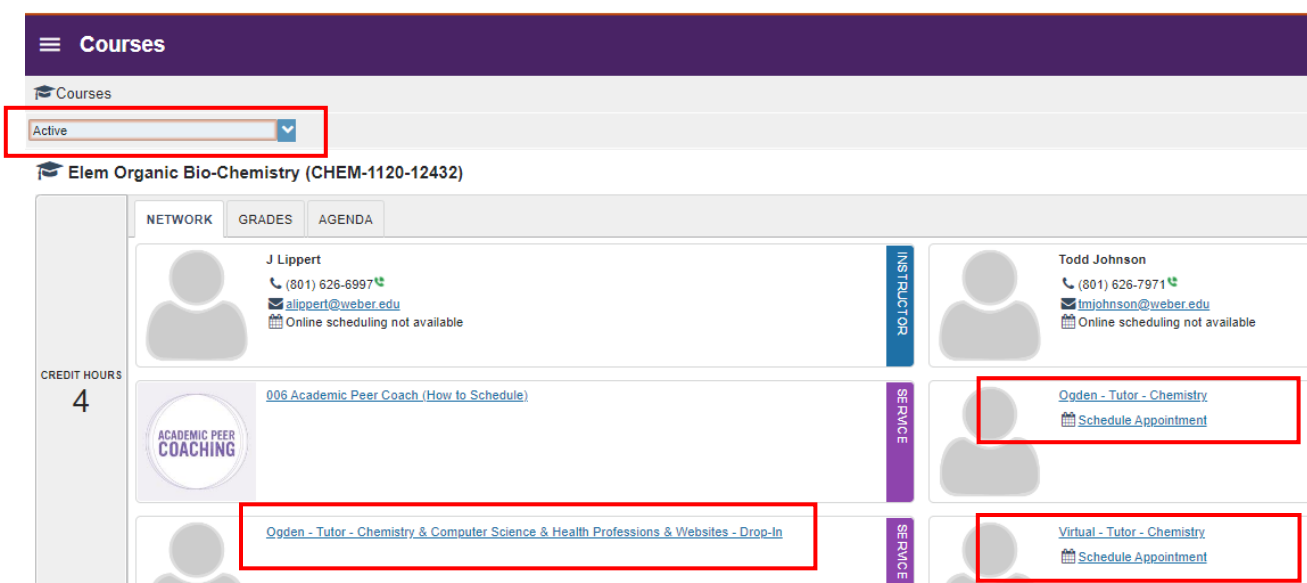 Courses
Courses
Active
Elem Organic Bio-Chemistry (CHEM-1120-12432)
NETWORK GRADES AGENDA
CREDIT HOURS
4
J Lippert
(801) 626-6997
alippert@weber.edu
Online scheduling not available
INSTRUCTOR
Todd Johnson
(801) 626-7971
tmjohnson@weber.edu
Online scheduling not available
ACADEMIC PEER
COACHING
006 Academic Peer Coach (How to Schedule)
SERVICE
Ogden - Tutor - Chemistry
Schedule Appointment
Ogden - Tutor - Chemistry & Computer Science & Health Professions & Websites - Drop-In
SERVICE
Virtual - Tutor - Chemistry
Schedule Appointment